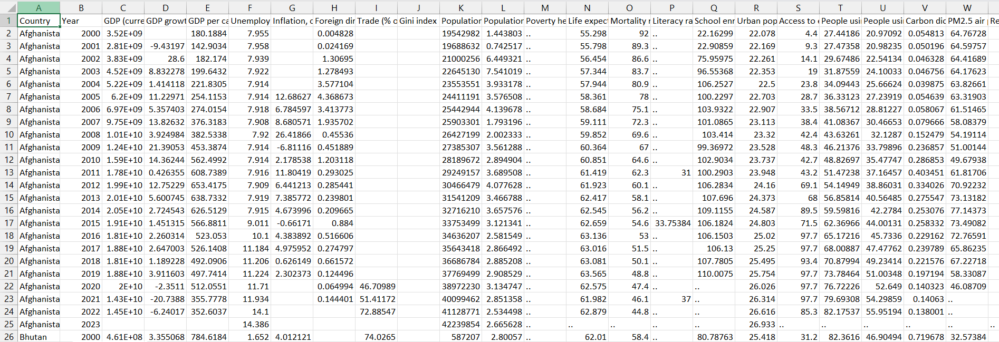 A B C D E F G H I J K L M N O P Q R S T U V W
1 Country Year GDP (curre GDP growt GDP per ca Unemploy Inflation, c Foreign dir Trade (% o Gini index Population Population Poverty he Life expec Mortality r Literacy ra School enr Urban pop Access to e People usi People usi Carbon dio PM2.5 air Re
2 Afghanista 2000 3.52E+09 180.1884 7.955 0.004828 19542982 1.443803 .. 55.298 92 .. 22.16299 22.078 4.4 27.44186 20.97092 0.054813 64.76728
3 Afghanista 2001 2.81E+09 -9.43197 142.9034 7.958 0.024169 19688632 0.742517 .. 55.798 89.3 .. 22.90859 22.169 9.3 27.47358 20.98235 0.050196 64.59757
4 Afghanista 2002 3.83E+09 28.6 182.174 7.939 1.30695 21000256 6.449321 .. 56.454 86.6 .. 75.95975 22.261 14.1 29.67486 22.54134 0.046328 64.41689
5 Afghanista 2003 4.52E+09 8.832278 199.6432 7.922 1.278493 22645130 7.541019 .. 57.344 83.7 .. 96.55368 22.353 19 31.87559 24.10033 0.046756 64.17623
6 Afghanista 2004 5.22E+09 1.414118 221.8305 7.914 3.577104 23553551 3.933178 .. 57.944 80.9 .. 106.2527 22.5 23.8 34.09443 25.66624 0.039875 63.82661
7 Afghanista 2005 6.2E+09 11.22971 254.1153 7.914 12.68627 4.368673 24411191 3.576508 .. 58.361 78 .. 100.2297 22.703 28.7 36.33123 27.23919 0.054639 63.31903
8 Afghanista 2006 6.97E+09 5.357403 274.0154 7.918 6.784597 3.413773 25442944 4.139678 .. 58.684 75.1 .. 103.9322 22.907 33.5 38.56712 28.81227 0.058067 61.51465
9 Afghanista 2007 9.75E+09 13.82632 376.3183 7.908 8.680571 1.935702 25903301 1.793196 .. 59.111 72.3 .. 101.0865 23.113 38.4 41.08367 30.46653 0.079666 58.08379
10 Afghanista 2008 1.01E+10 3.924984 382.5338 7.92 26.41866 0.45536 26427199 2.002333 .. 59.852 69.6 .. 103.414 23.32 42.4 43.63261 32.1287 0.152479 54.19114
11 Afghanista 2009 1.24E+10 21.39053 453.3874 7.914 -6.81116 0.451889 27385307 3.561288 .. 60.364 67 .. 99.36972 23.528 48.3 46.21376 33.79896 0.236857 51.00144
12 Afghanista 2010 1.59E+10 14.36244 562.4992 7.914 2.178538 1.203118 28189672 2.894904 .. 60.851 64.6 .. 102.9034 23.737 42.7 48.82697 35.47747 0.286853 49.67938
13 Afghanista 2011 1.78E+10 0.426355 608.7389 7.916 11.80419 0.293025 29249157 3.689508 .. 61.419 62.3 31 100.2903 23.948 43.2 51.47238 37.16457 0.403451 61.81706
14 Afghanista 2012 1.99E+10 12.75229 653.4175 7.909 6.441213 0.285441 30466479 4.077628 .. 61.923 60.1 .. 106.2834 24.16 69.1 54.14949 38.86031 0.334026 70.92232
15 Afghanista 2013 2.01E+10 5.600745 638.7332 7.919 7.385772 0.239801 31541209 3.466788 .. 62.417 58.1 .. 107.696 24.373 68 56.85814 40.56485 0.275547 73.13182
16 Afghanista 2014 2.05E+10 2.724543 626.5129 7.915 4.673996 0.209665 32716210 3.657576 .. 62.545 56.2 .. 109.1155 24.587 89.5 59.59816 42.2784 0.253076 77.14373
17 Afghanista 2015 1.91E+10 1.451315 566.8811 9.011 -0.66171 0.884 33753499 3.121341 .. 62.659 54.6 33.75384 106.1824 24.803 71.5 62.36966 44.00131 0.258332 73.49082
18 Afghanista 2016 1.81E+10 2.260314 523.053 10.1 4.383892 0.516606 34636207 2.581549 .. 63.136 53 .. 106.1503 25.02 97.7 65.17216 45.7336 0.229162 72.76591
19 Afghanista 2017 1.88E+10 2.647003 526.1408 11.184 4.975952 0.274797 35643418 2.866492 .. 63.016 51.5 .. 106.13 25.25 97.7 68.00887 47.47762 0.239789 65.86235
20 Afghanista 2018 1.81E+10 1.189228 492.0906 11.206 0.626149 0.661572 36686784 2.885208 .. 63.081 50.1 .. 107.7805 25.495 93.4 70.87994 49.23414 0.221576 67.22718
21 Afghanista 2019 1.88E+10 3.911603 497.7414 11.224 2.302373 0.124496 37769499 2.908529 .. 63.565 48.8 .. 110.0075 25.754 97.7 73.78464 51.00348 0.197194 58.33087
22 Afghanista 2020 2E+10 -2.3511 512.0551 11.71 0.064994 46.70989 38972230 3.134747 .. 62.575 47.4 .. .. 26.026 97.7 76.72226 52.649 0.140323 46.08709
23 Afghanista 2021 1.43E+10 -20.7388 355.7778 11.934 0.144401 51.41172 40099462 2.851358 .. 61.982 46.1 37 .. 26.314 97.7 79.69308 54.29859 0.14063 ..
24 Afghanista 2022 1.45E+10 -6.24017 352.6037 14.1 72.88547 41128771 2.534498 .. 62.879 44.8 .. .. 26.616 85.3 82.17537 55.95194 0.138001 ..
25 Afghanista 2023 14.386 42239854 2.665628 .. .. .. .. .. 26.933 .. .. .. .. .. ..
26 Bhutan 2000 4.61E+08 3.355068 784.6184 1.652 4.012121 74.0265 587207 2.80057 .. 62.01 58.4 .. 80.78763 25.418 31.2 82.3616 46.90494 0.719678 32.57384